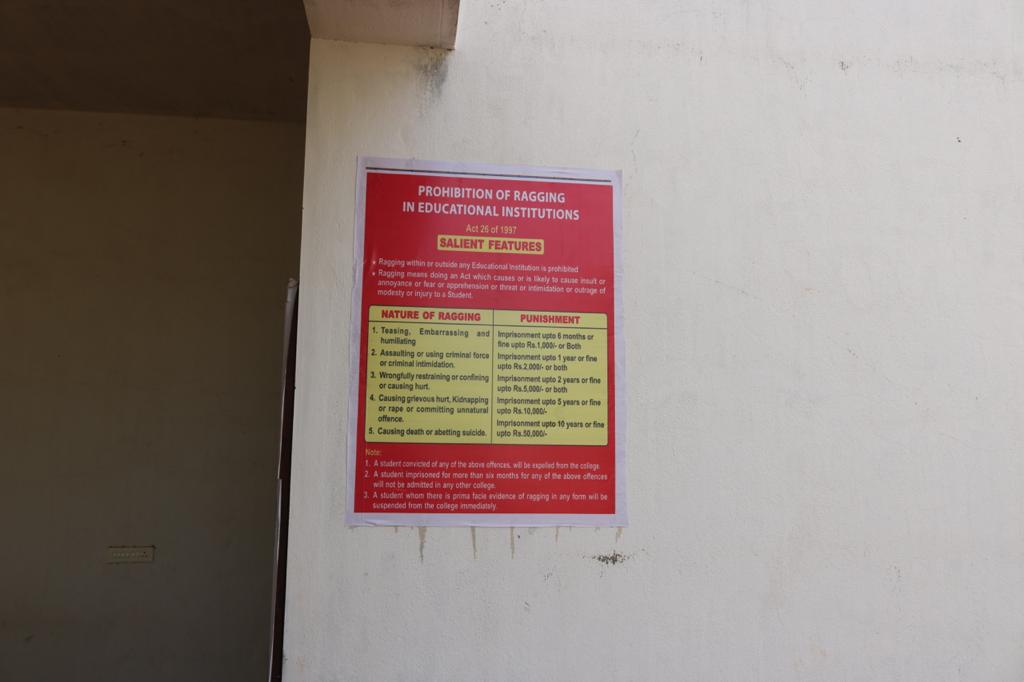 PROHIBITION OF RAGGING
IN EDUCATIONAL INSTITUTIONS
Act 26 of 1997
SALIENT FEATURES
• Ragging within or outside any Educational Institution is prohibited
• Ragging means doing an Act which causes or is likely to cause insult or
annoyance or fear or apprehension or threat or intimidation or outrage of
modesty or injury to a Student.
NATURE OF RAGGING
1. Teasing, Embarrassing and
humiliating
2. Assaulting or using criminal force
or criminal intimidation.
3. Wrongfully restraining or confining
or causing hurt.
4. Causing grievous hurt, Kidnapping
or rape or committing unnatural
offence.
5. Causing death or abetting suicide.
PUNISHMENT
Imprisonment upto 6 months or
fine upto Rs.1,000/- or Both
Imprisonment upto 1 year or fine
upto Rs.2,000/- or both
Imprisonment upto 2 years or fine
upto Rs.5,000/- or both
Imprisonment upto 5 years or fine
upto Rs.10,000/-
Imprisonment upto 10 years or fine
upto Rs.50,000/-
Note:
1. A student convicted of any of the above offences, will be expelled from the college.
2. A student imprisoned for more than six months for any of the above offences
will not be admitted in any other college.
3. A student whom there is prima facie evidence of ragging in any form will be
suspended from the college immediately.